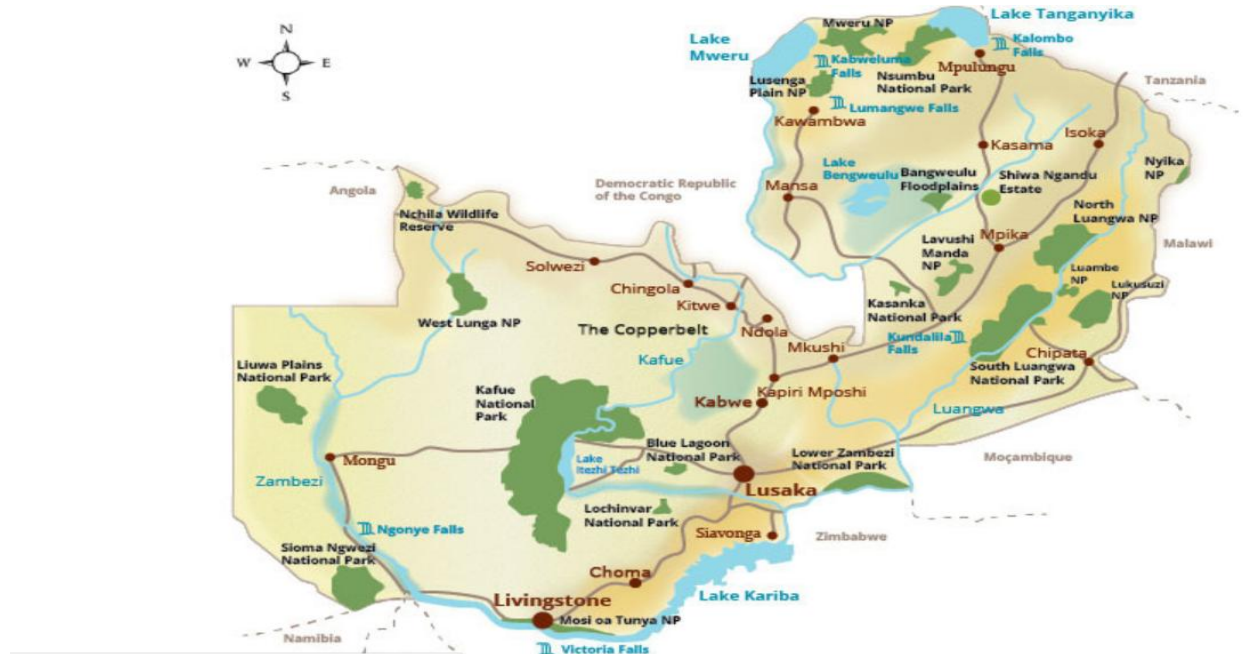 N
W
E
S
Lake Tanganyika
Mweru NP
Lake
Mweru
Kalombo
Falls
Kabweluma
Falls
Mpulungu
Lusenga
Plain NP
Nsumbu
National Park
Tanzania
Lumangwe Falls
Kawambwa
Isoka
Kasama
Nyika
NP
Lake
Bengweulu
Bangweulu
Floodplains
Shiwa Ngandu
Estate
Angola
Democratic Republic
of the Congo
Mansa
North
Luangwa NP
Nchila Wildlife
Reserve
Mpika
Lavushi
Manda
NP
Malawi
Solwezi
Luambe
NP
Lukusuzi
NP
Chingola
Kasanka
National Park
Kitwe
West Lunga NP
The Copperbelt
Ndola
Kundalila
Falls
Mkushi
Chipata
Kafue
Liuwa Plains
National Park
South Luangwa
National Park
Kafue
National
Park
Kapiri Mposhi
Kabwe
Luangwa
Blue Lagoon
National Park
Lower Zambezi
National Park
Mongu
Lake
Itezhi Tezhi
Moçambique
Zambezi
Lusaka
Lochinvar
National Park
Ngonye Falls
Siavonga
Zimbabwe
Sioma Ngwezi
National Park
Choma
Lake Kariba
Livingstone
Mosi oa Tunya NP
Namibia
Victoria Falls